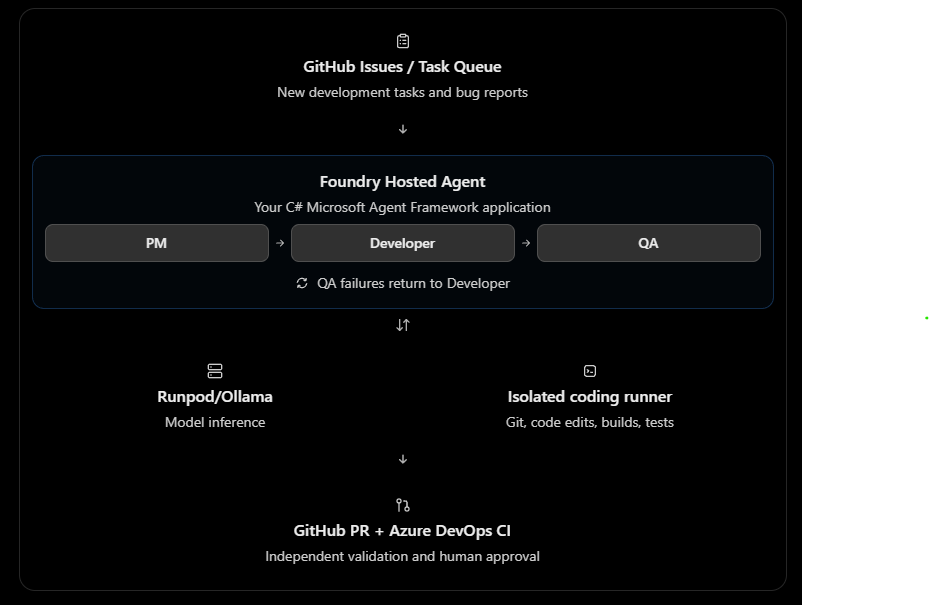 GitHub Issues / Task Queue
New development tasks and bug reports
Foundry Hosted Agent
Your C# Microsoft Agent Framework application
PM
Developer
QA
QA failures return to Developer
Runpod/Ollama
Model inference
Isolated coding runner
Git, code edits, builds, tests
GitHub PR + Azure DevOps CI
Independent validation and human approval